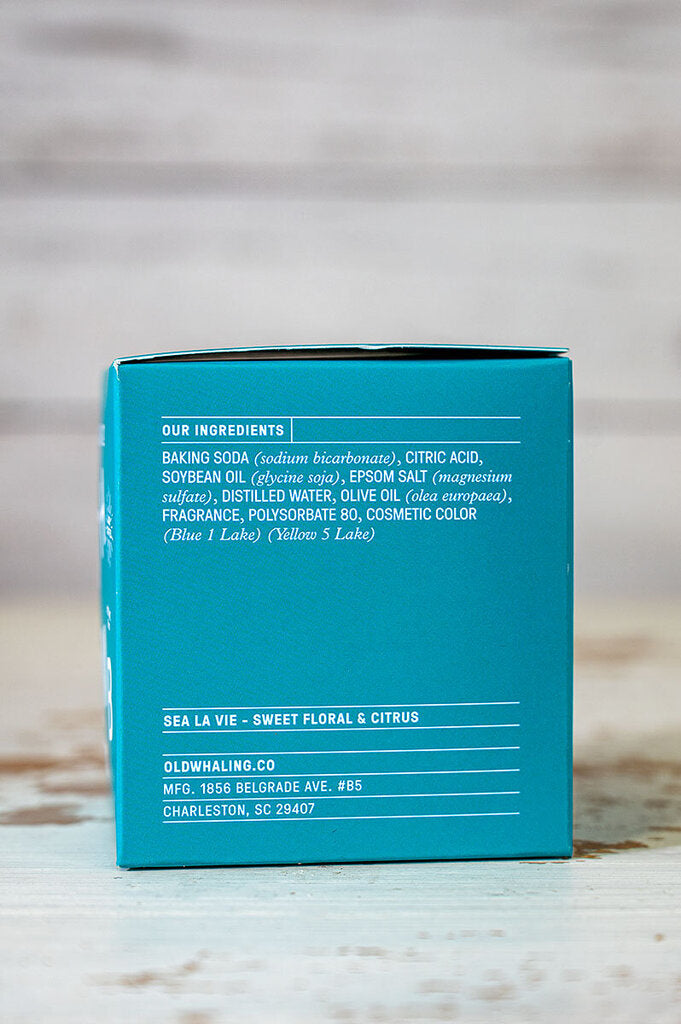 OUR INGREDIENTS
BAKING SODA (sodium bicarbonate), CITRIC ACID,
SOYBEAN OIL (glycine soja), EPSOM SALT (magnesium
sulfate), DISTILLED WATER, OLIVE OIL (olea europaea),
FRAGRANCE, POLYSORBATE 80, COSMETIC COLOR
(Blue 1 Lake) (Yellow 5 Lake)
SEA LA VIE - SWEET FLORAL & CITRUS
OLDWHALING.CO
MFG. 1856 BELGRADE AVE. #B5
CHARLESTON, SC 29407